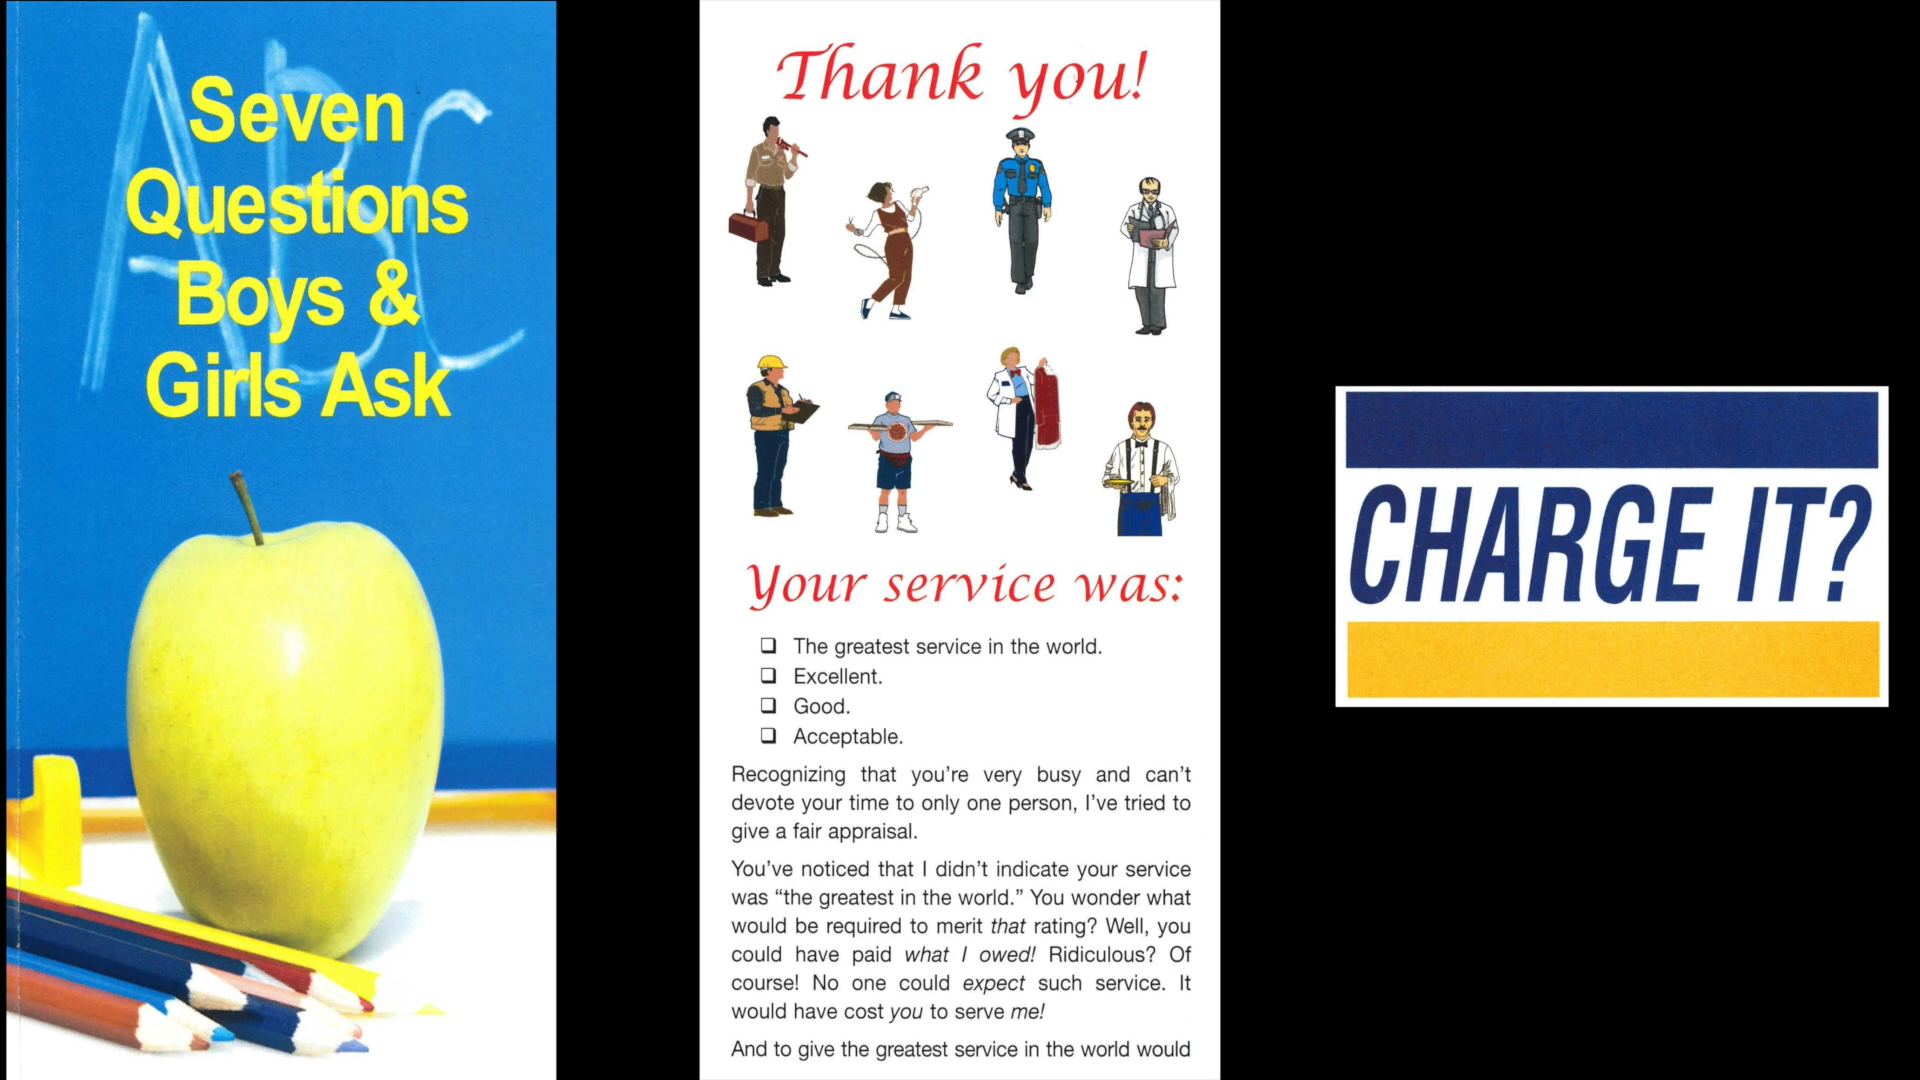 ABC
Seven
Questions
Boys &
Girls Ask
Thank you!
Your service was:
❑ The greatest service in the world.
❑ Excellent.
❑ Good.
❑ Acceptable.
Recognizing that you're very busy and can't
devote your time to only one person, I've tried to
give a fair appraisal.
You've noticed that I didn't indicate your service
was “the greatest in the world.” You wonder what
would be required to merit that rating? Well, you
could have paid what I owed! Ridiculous? Of
course! No one could expect such service. It
would have cost you to serve me!
And to give the greatest service in the world would
CHARGE IT?